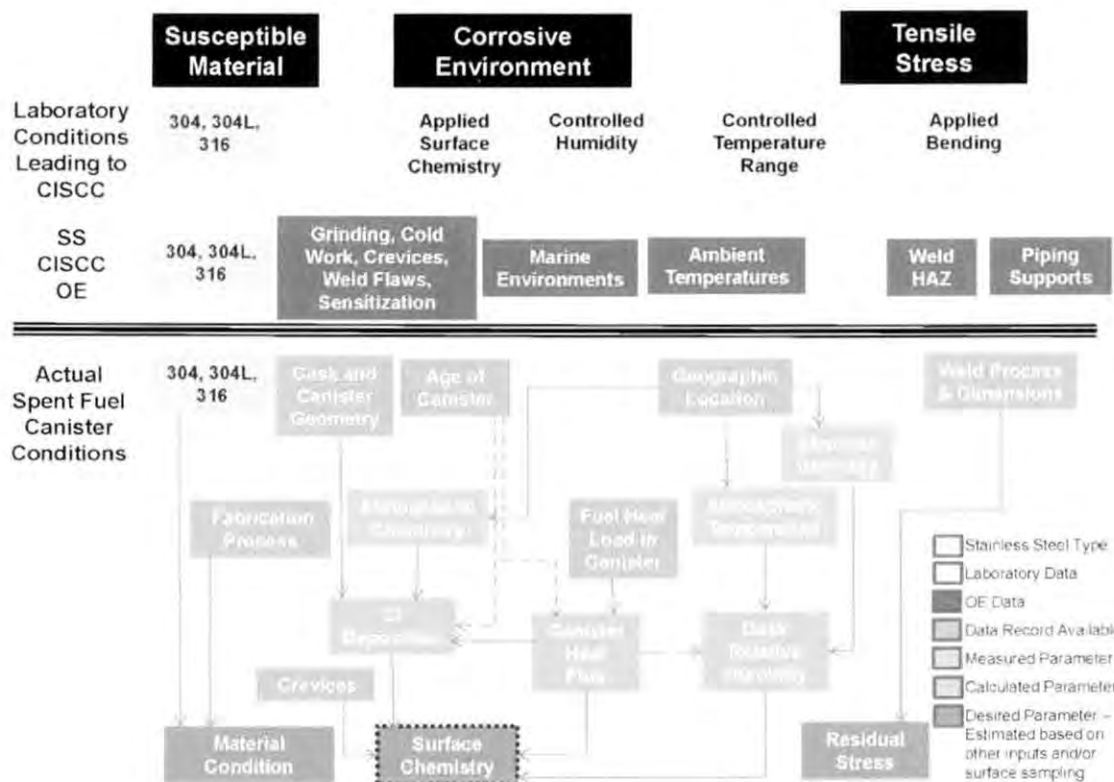 Susceptible
Material
Corrosive
Environment
Tensile
Stress
Laboratory
Conditions
Leading to
CISCC
304, 304L,
316
Applied
Surface
Chemistry
Controlled
Humidity
Controlled
Temperature
Range
Applied
Bending
SS
CISCC
OE
304, 304L,
316
Grinding, Cold
Work, Crevices,
Weld Flaws,
Sensitization
Marine
Environments
Ambient
Temperatures
Weld
HAZ
Piping
Supports
Actual
Spent Fuel
Canister
Conditions
304, 304L,
316
Cask and
Canister
Geometry
Age of
Canister
Geographic
Location
Weld Process
& Dimensions
Absolute
Humidity
Fabrication
Process
Atmospheric
Chemistry
Fuel Heat
Load in
Canister
Atmospheric
Temperature
Cl
Deposition
Canister
Heat
Flux
Relative
Humidity
Crevices
Material
Condition
Surface
Chemistry
Residual
Stress
Stainless Steel Type
Laboratory Data
OE Data
Data Record Available
Measured Parameter
Calculated Parameter
Desired Parameter –
Estimated based on
other inputs and/or
surface sampling